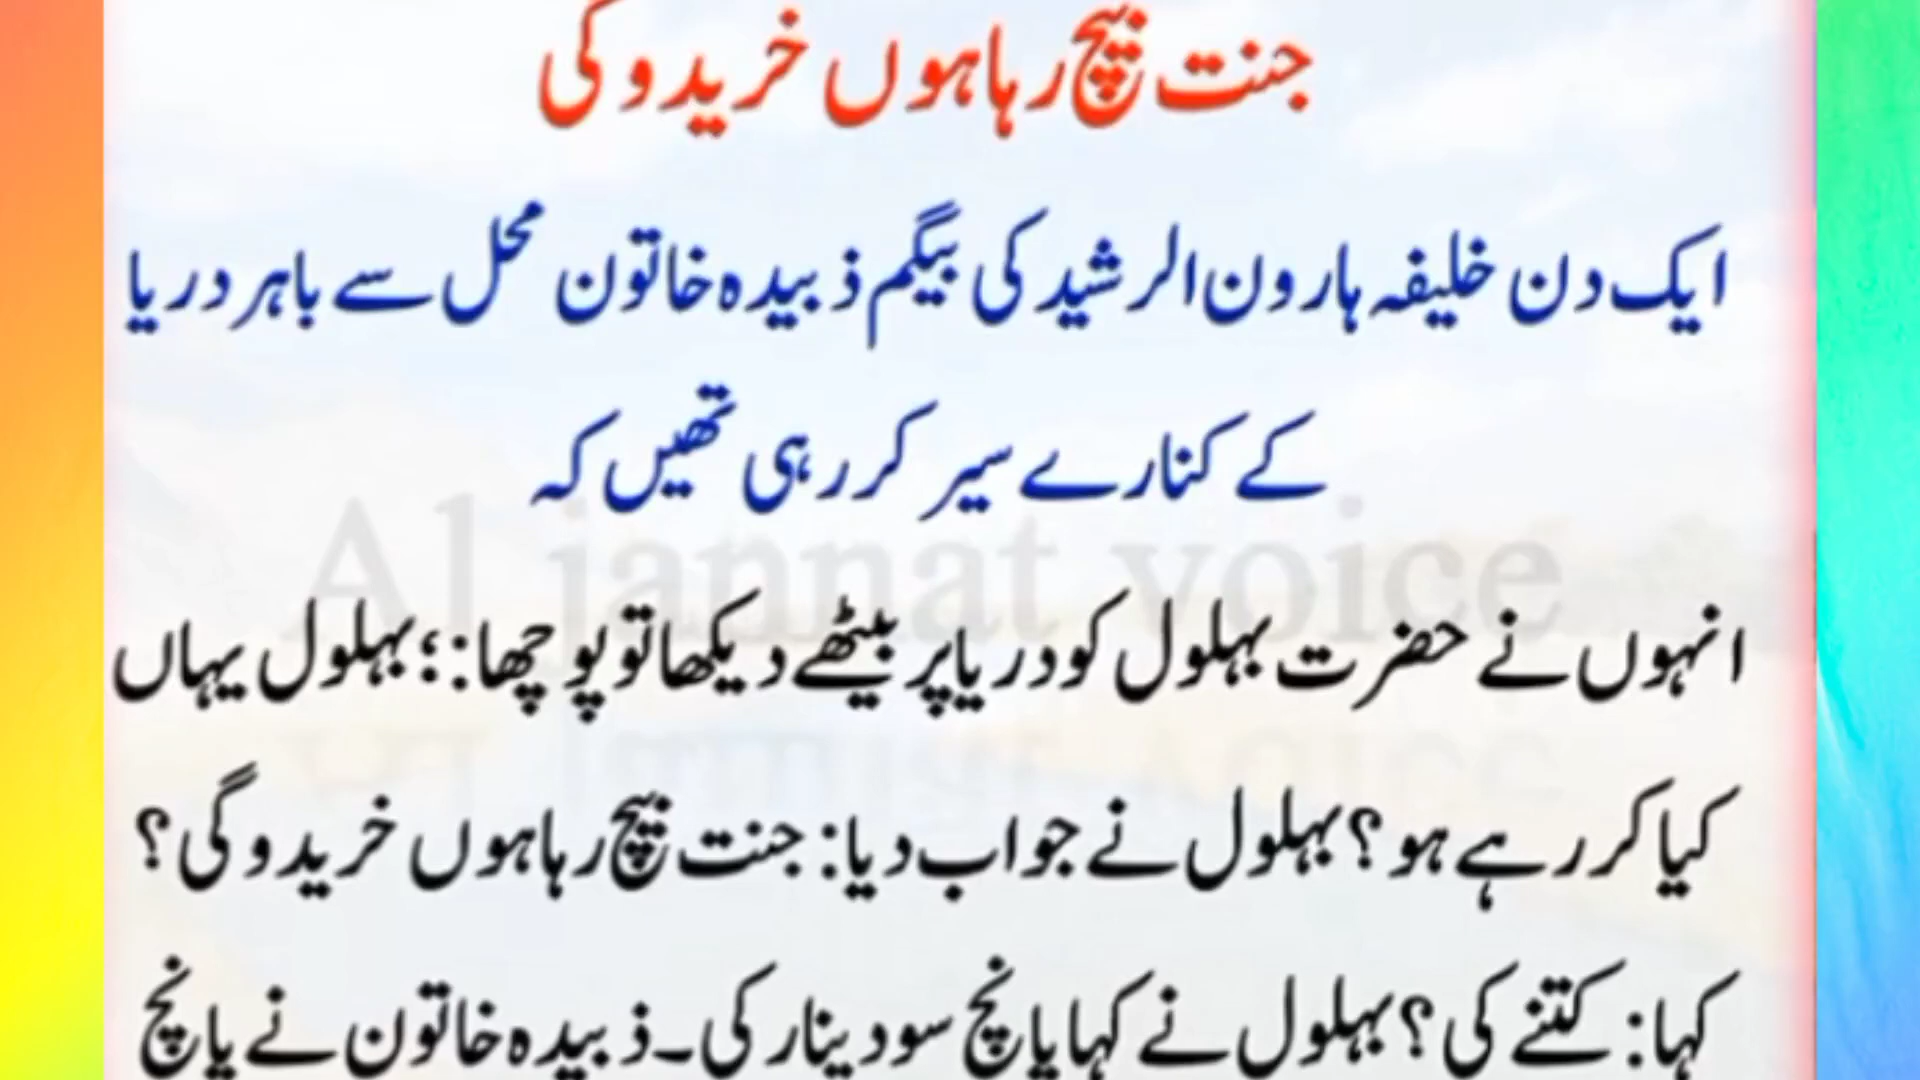 جنت بیچ رہا ہوں خریدو گی
ایک دن خلیفہ ہارون الرشید کی بیگم ذبیدہ خاتون محل سے باہر دریا
کے کنارے سیر کر رہی تھیں کہ
Al jannat voice
انہوں نے حضرت بہلول کو دریا پر بیٹھے دیکھا تو پوچھا:؛ بہلول یہاں
کیا کر رہے ہو؟ بہلول نے جواب دیا: جنت بیچ رہا ہوں خریدو گی؟
کہا: کتنے کی؟ بہلول نے کہا پانچ سو دینار کی۔ ذبیدہ خاتون نے پانچ